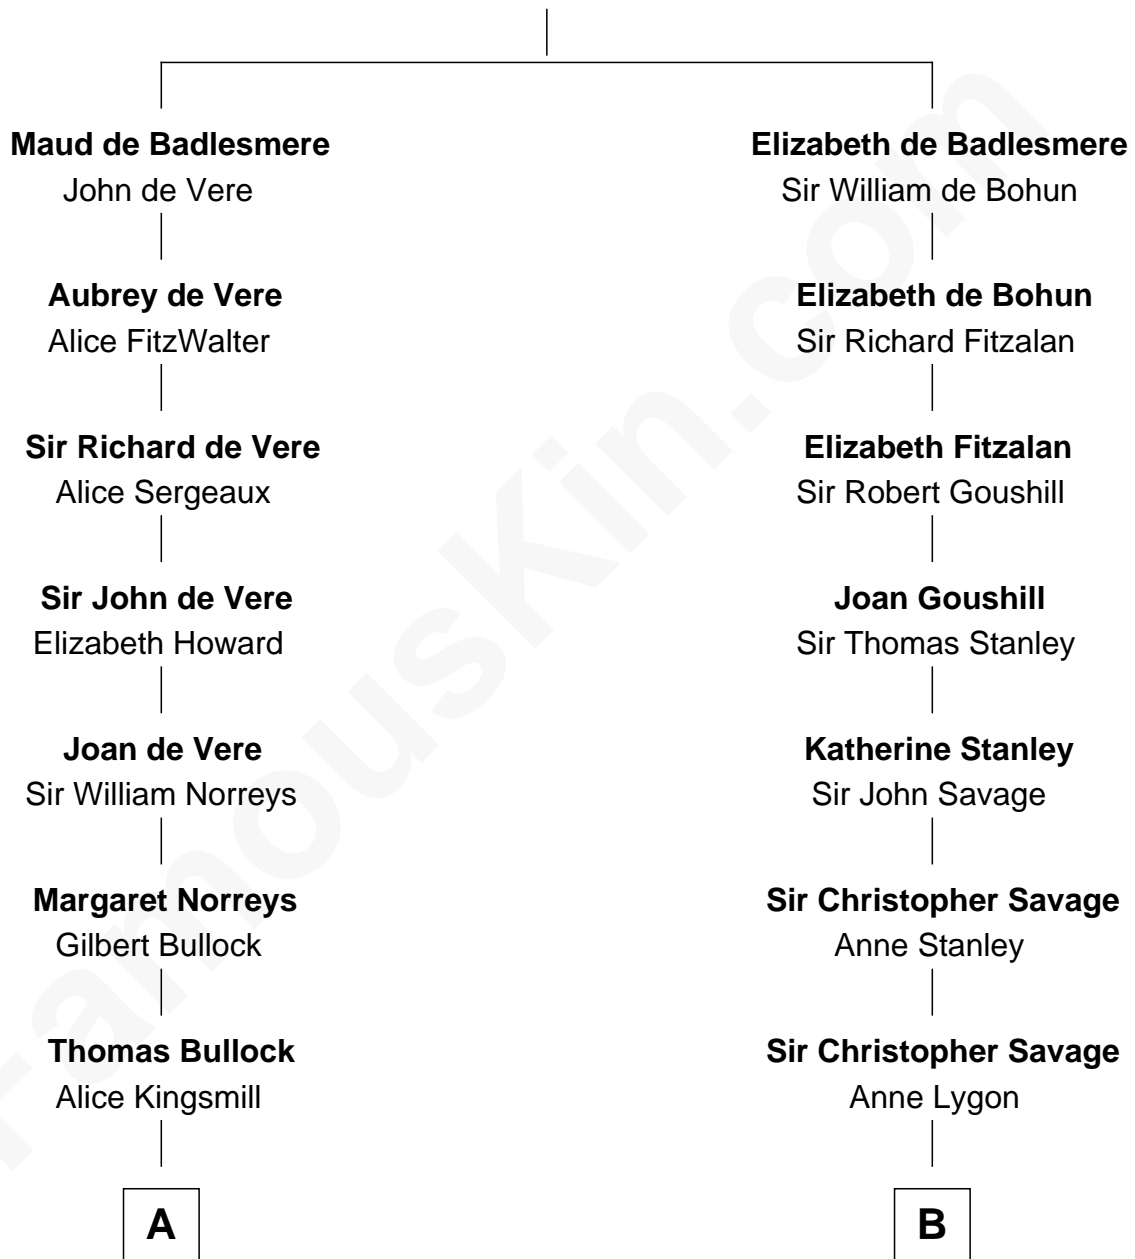 Maud de Badlesmere
John de Vere
Aubrey de Vere
Alice FitzWalter
Sir Richard de Vere
Alice Sergeaux
Sir John de Vere
Elizabeth Howard
Joan de Vere
Sir William Norreys
Margaret Norreys
Gilbert Bullock
Thomas Bullock
Alice Kingsmill
A
Elizabeth de Badlesmere
Sir William de Bohun
Elizabeth de Bohun
Sir Richard Fitzalan
Elizabeth Fitzalan
Sir Robert Goushill
Joan Goushill
Sir Thomas Stanley
Katherine Stanley
Sir John Savage
Sir Christopher Savage
Anne Stanley
Sir Christopher Savage
Anne Lygon
B
FamousKin.com